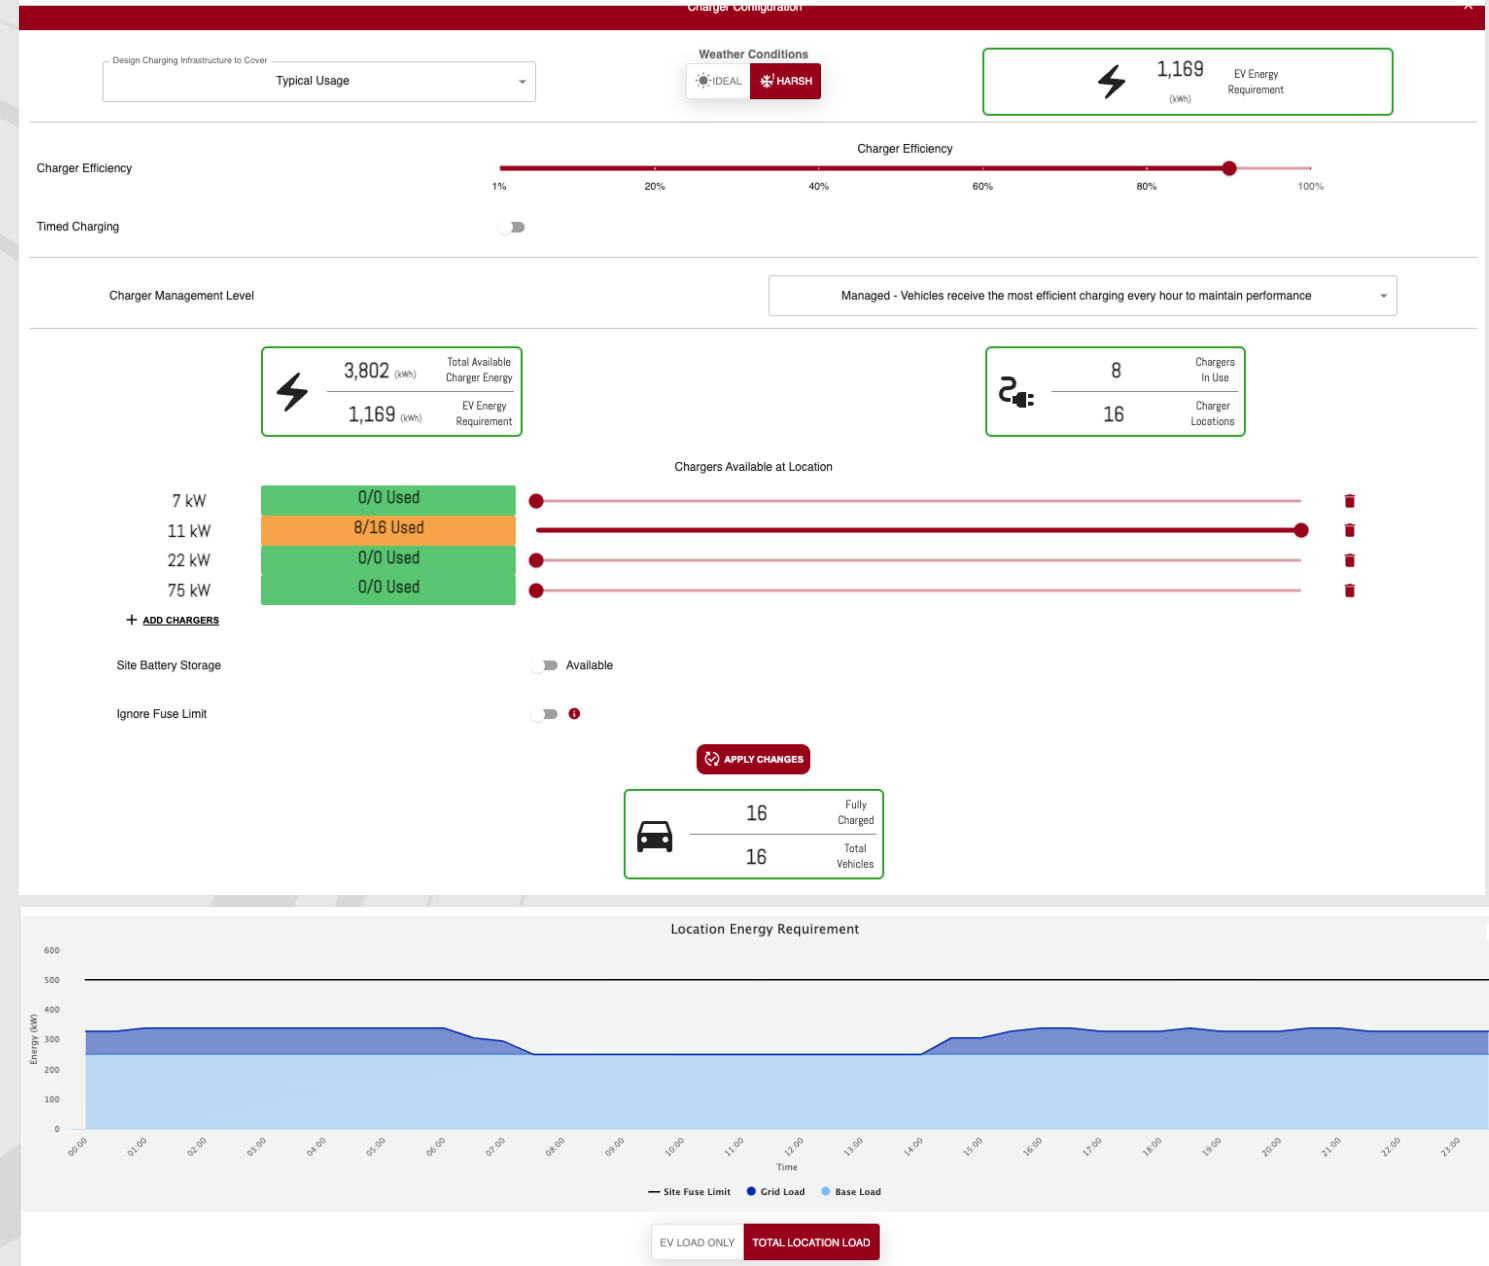 Charger Configuration
Design Charging Infrastructure to Cover
Typical Usage
Weather Conditions
IDEAL
HARSH
1,169
(kWh)
EV Energy
Requirement
Charger Efficiency
Charger Efficiency
1%
20%
40%
60%
80%
100%
Timed Charging
Charger Management Level
Managed - Vehicles receive the most efficient charging every hour to maintain performance
3,802 (kWh)
Total Available
Charger Energy
1,169 (kWh)
EV Energy
Requirement
8
Chargers
In Use
16
Charger
Locations
Chargers Available at Location
7 kW
0/0 Used
11 kW
8/16 Used
22 kW
0/0 Used
75 kW
0/0 Used
+ ADD CHARGERS
Site Battery Storage
Available
Ignore Fuse Limit
APPLY CHANGES
16
Fully
Charged
16
Total
Vehicles
Location Energy Requirement
600
500
400
300
200
100
0
Energy (kW)
00:00
01:00
02:00
03:00
04:00
05:00
06:00
07:00
08:00
09:00
10:00
11:00
12:00
13:00
14:00
15:00
16:00
17:00
18:00
19:00
20:00
21:00
22:00
23:00
Time
Site Fuse Limit
Grid Load
Base Load
EV LOAD ONLY
TOTAL LOCATION LOAD